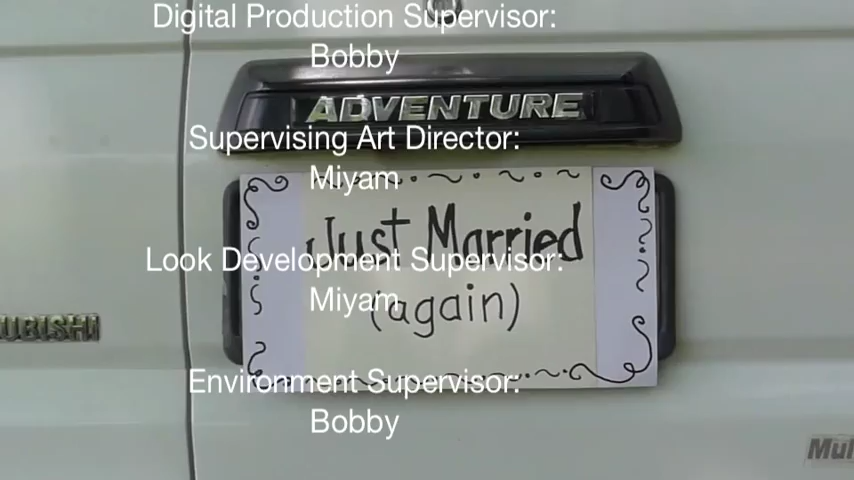 Digital Production Supervisor:
Bobby
ADVENTURE
Supervising Art Director:
Miyam
Just Married
Look Development Supervisor:
Miyam
(again)
UBISHI
Environment Supervisor:
Bobby